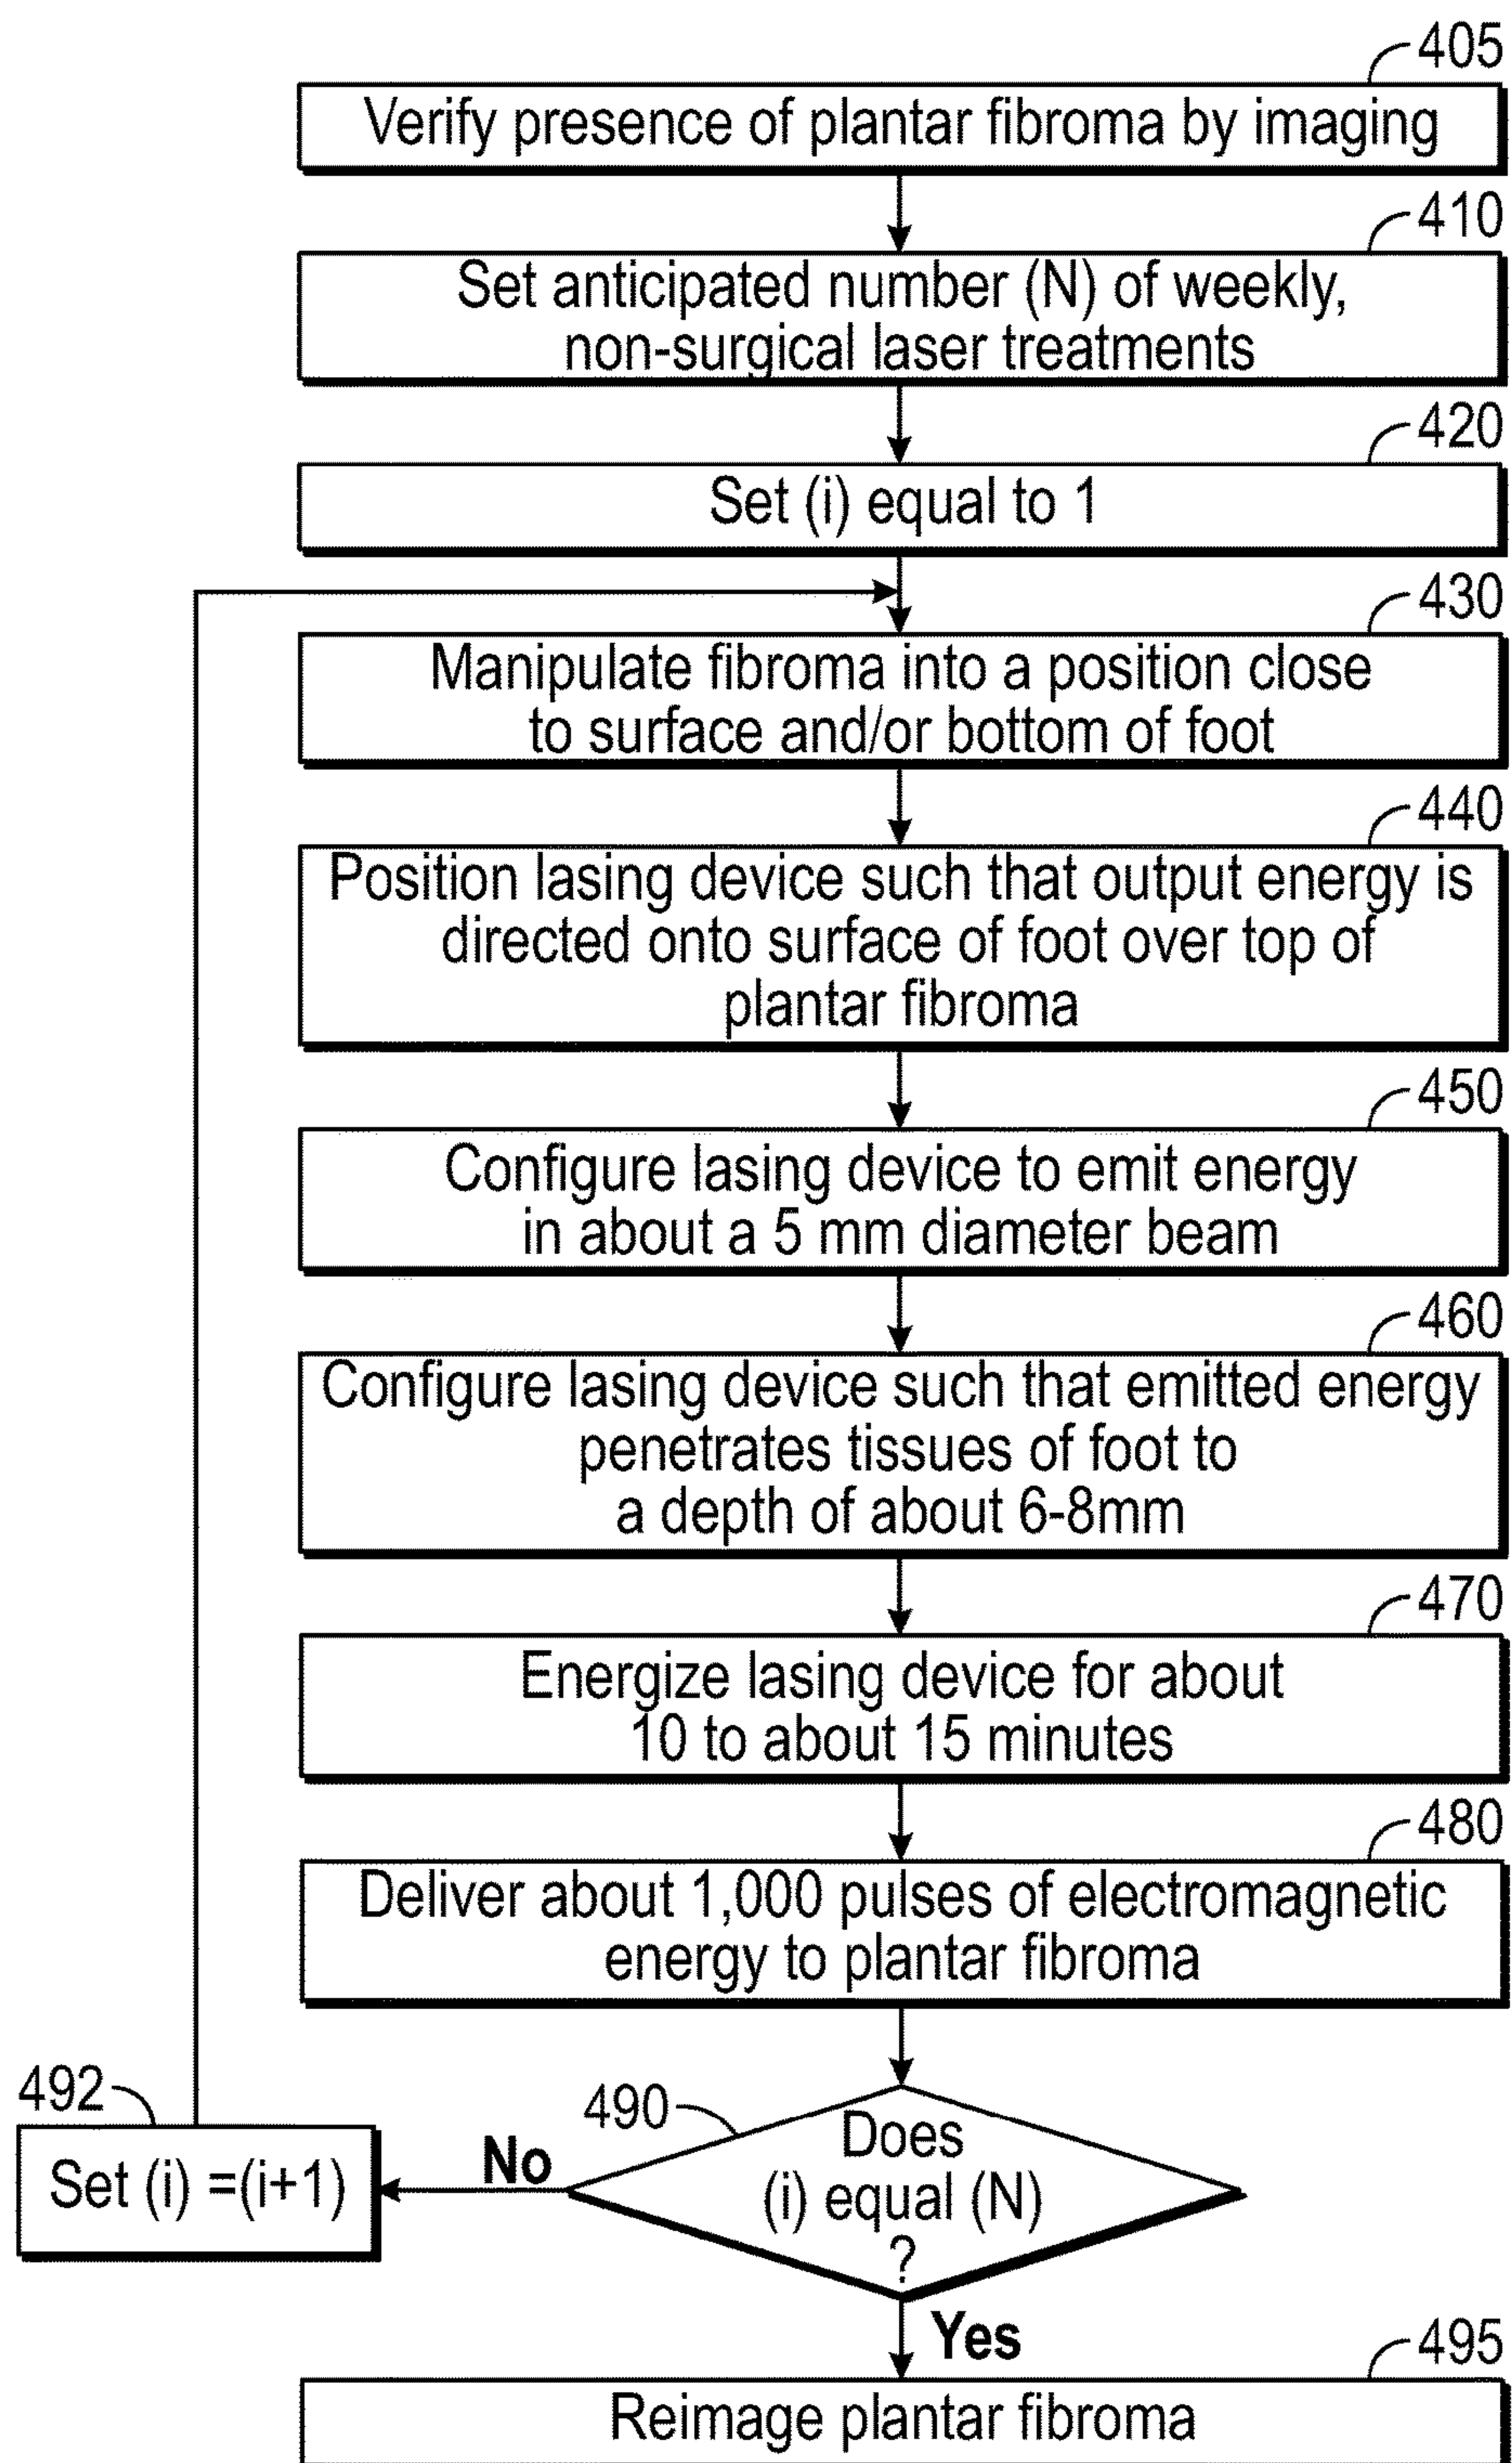 405
Verify presence of plantar fibroma by imaging
410
Set anticipated number (N) of weekly,
non-surgical laser treatments
420
Set (i) equal to 1
430
Manipulate fibroma into a position close
to surface and/or bottom of foot
440
Position lasing device such that output energy is
directed onto surface of foot over top of
plantar fibroma
450
Configure lasing device to emit energy
in about a 5 mm diameter beam
460
Configure lasing device such that emitted energy
penetrates tissues of foot to
a depth of about 6-8mm
470
Energize lasing device for about
10 to about 15 minutes
480
Deliver about 1,000 pulses of electromagnetic
energy to plantar fibroma
490
Does
(i) equal (N)
?
No
492
Set (i) =(i+1)
Yes
495
Reimage plantar fibroma